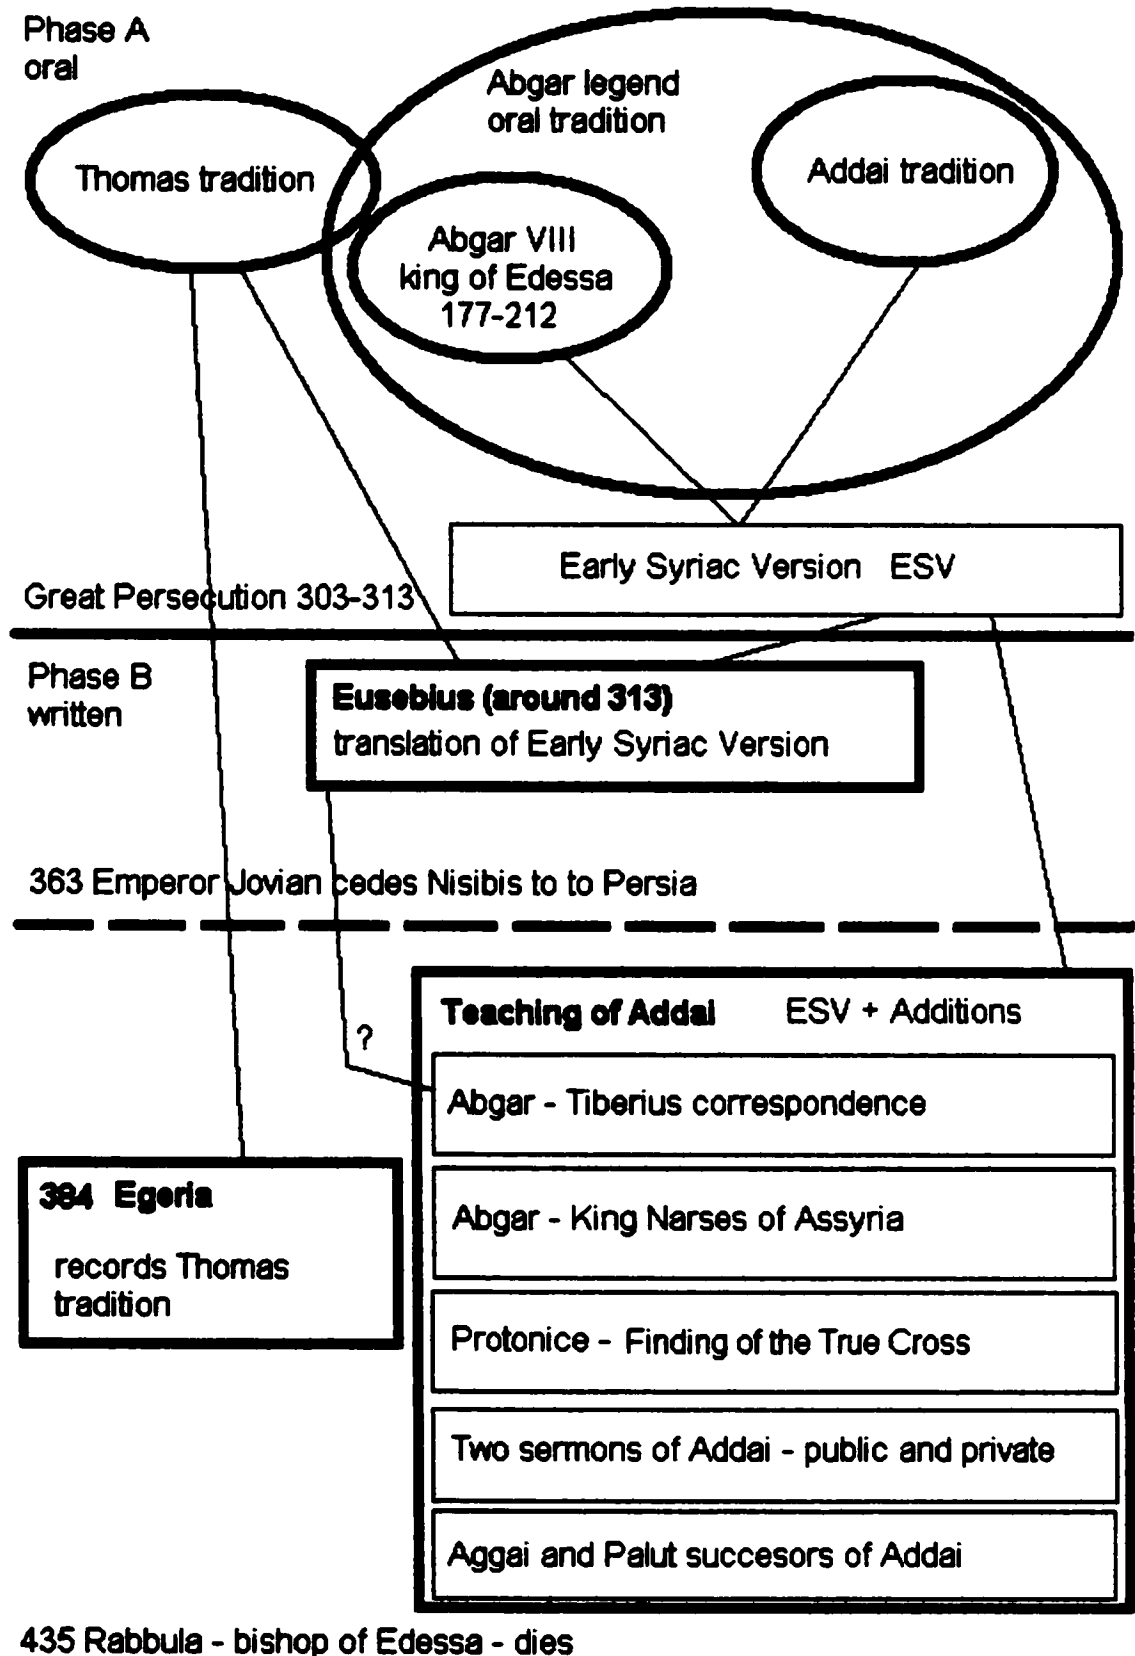 Phase A
oral
Abgar legend
oral tradition
Thomas tradition
Addai tradition
Abgar VIII
king of Edessa
177-212
Early Syriac Version ESV
Great Persecution 303-313
Phase B
written
Eusebius (around 313)
translation of Early Syriac Version
363 Emperor Jovian cedes Nisibis to to Persia
Teaching of Addai ESV + Additions
?
Abgar - Tiberius correspondence
384 Egeria
records Thomas
tradition
Abgar - King Narses of Assyria
Protonice - Finding of the True Cross
Two sermons of Addai - public and private
Aggai and Palut succesors of Addai
435 Rabbula - bishop of Edessa - dies